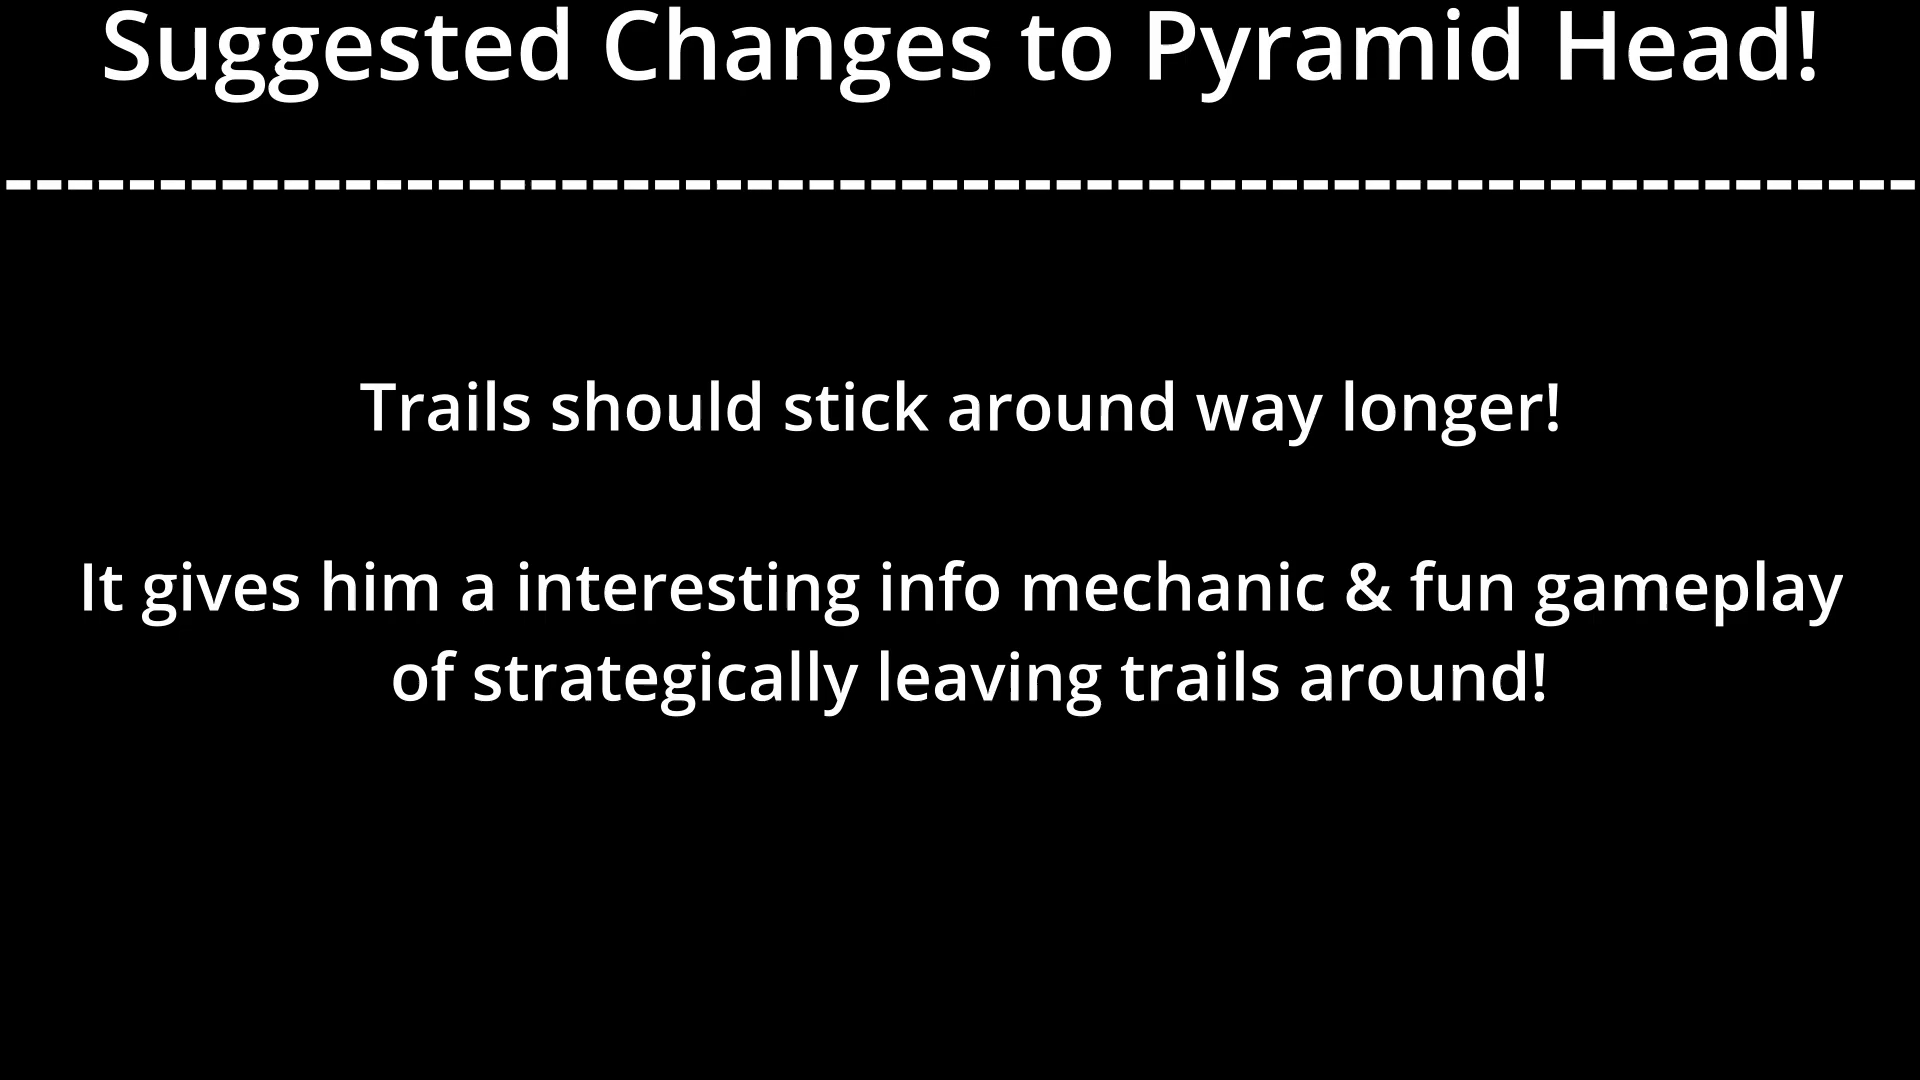 Suggested Changes to Pyramid Head!
--------------------------------------------------------------
Trails should stick around way longer!
It gives him a interesting info mechanic & fun gameplay
of strategically leaving trails around!